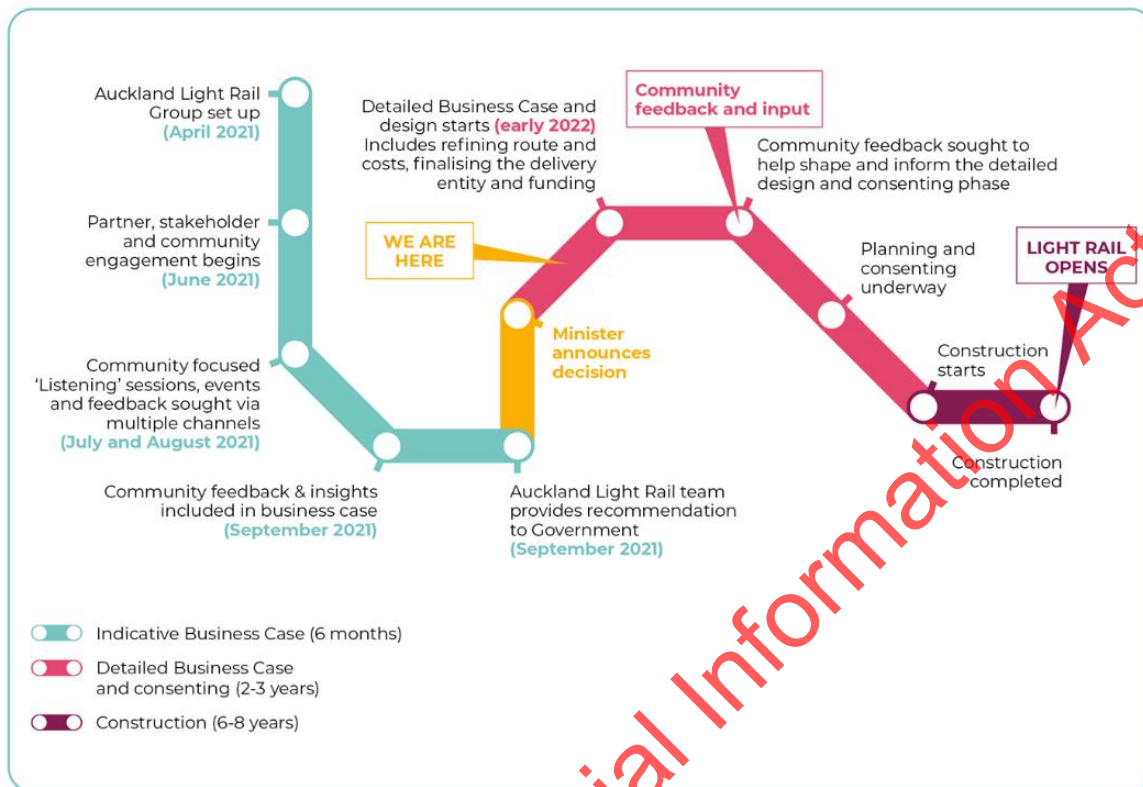 Auckland Light Rail
Group set up
(April 2021)
Partner, stakeholder
and community
engagement begins
(June 2021)
Community focused
‘Listening’ sessions, events
and feedback sought via
multiple channels
(July and August 2021)
Community feedback & insights
included in business case
(September 2021)
Auckland Light Rail team
provides recommendation
to Government
(September 2021)
Minister
announces
decision
WE ARE
HERE
Detailed Business Case and
design starts (early 2022)
Includes refining route and
costs, finalising the delivery
entity and funding
Community
feedback and input
Community feedback sought to
help shape and inform the detailed
design and consenting phase
Planning and
consenting
underway
Construction
starts
LIGHT RAIL
OPENS
Construction
completed
Indicative Business Case (6 months)
Detailed Business Case
and consenting (2-3 years)
Construction (6-8 years)
Information Act